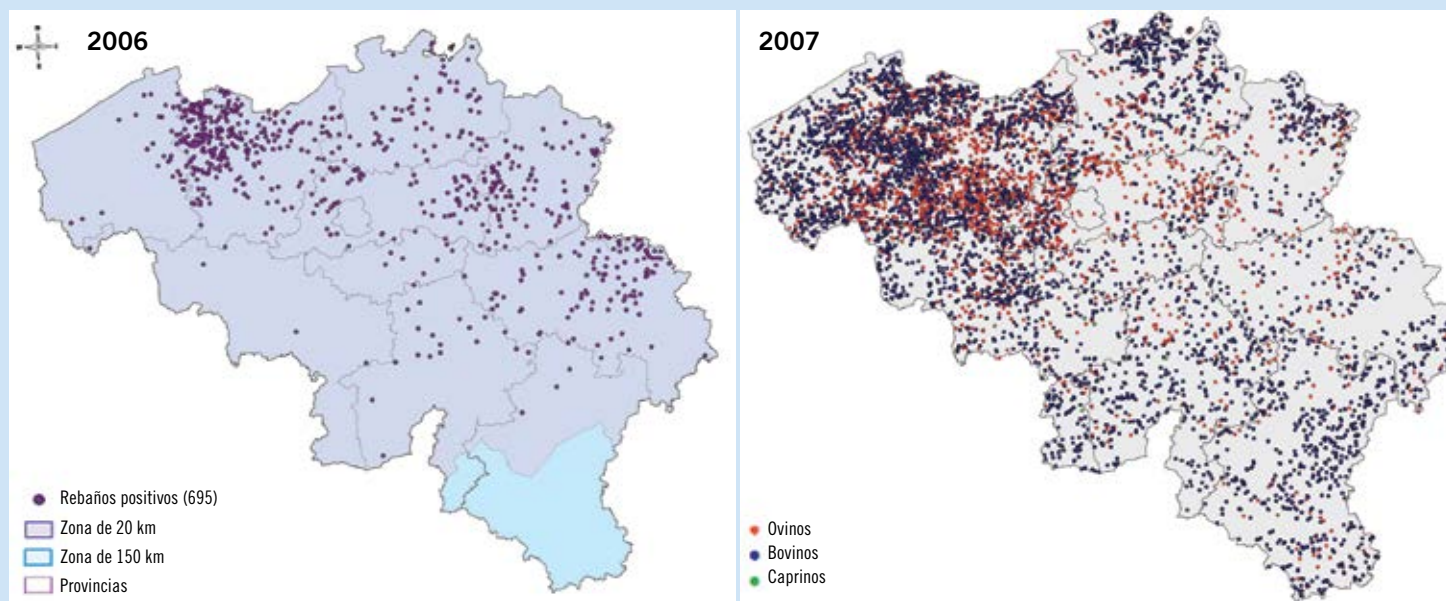 2006
Rebaños positivos (695)
Zona de 20 km
Zona de 150 km
Provincias
2007
Ovinos
Bovinos
Caprinos